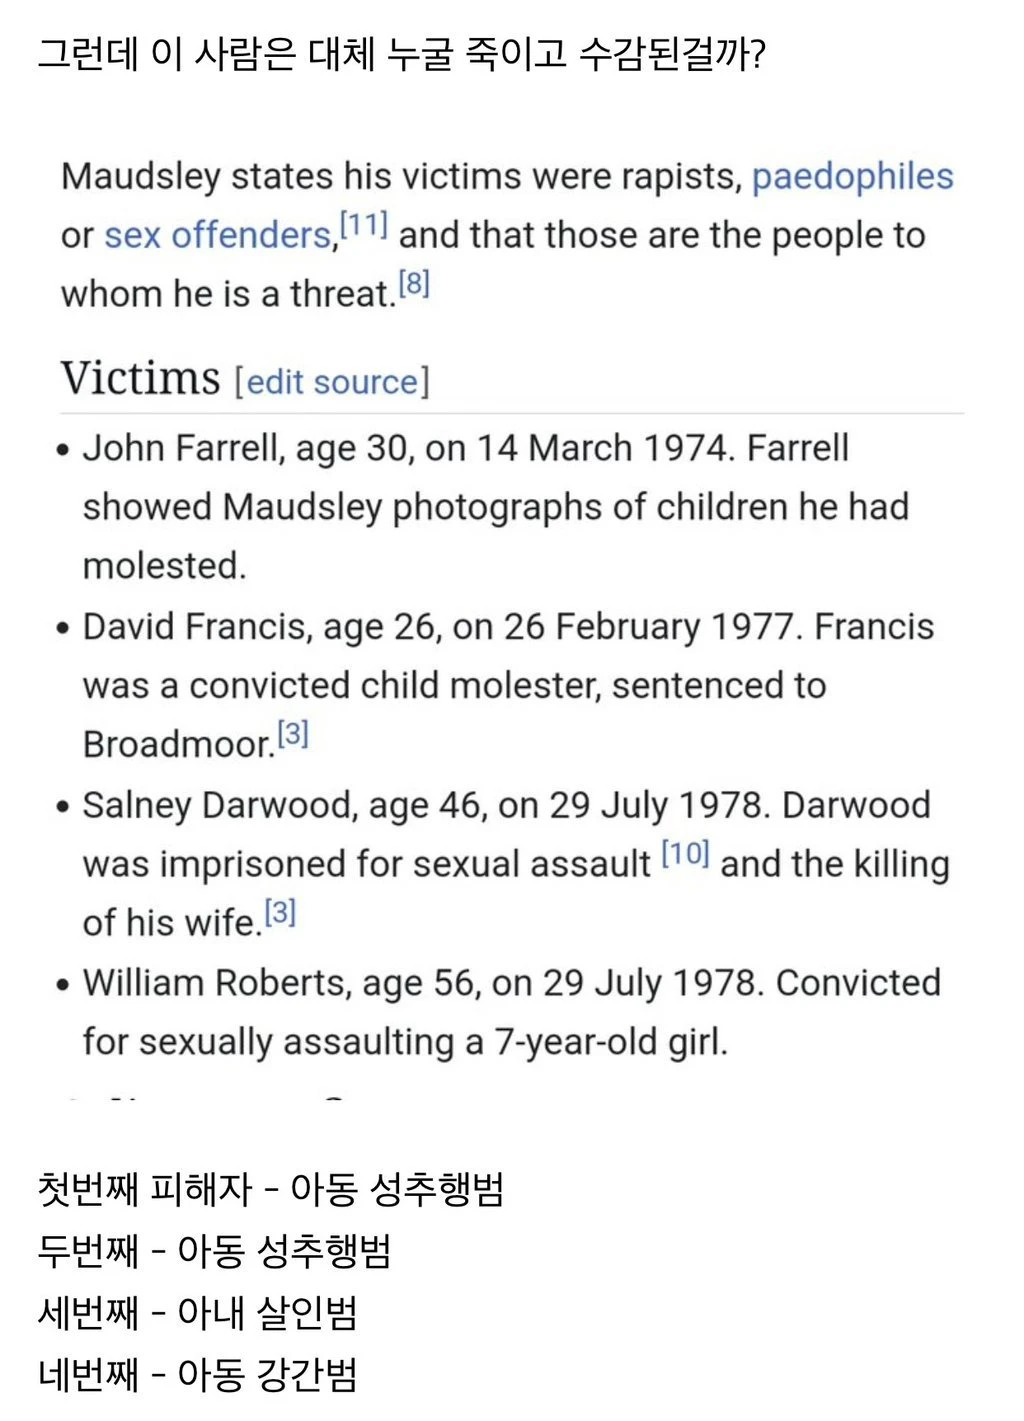 그런데 이 사람은 대체 누굴 죽이고 수감된걸까?
Maudsley states his victims were rapists, paedophiles
or sex offenders,[11] and that those are the people to
whom he is a threat.[8]
Victims [edit source]
• John Farrell, age 30, on 14 March 1974. Farrell
showed Maudsley photographs of children he had
molested.
• David Francis, age 26, on 26 February 1977. Francis
was a convicted child molester, sentenced to
Broadmoor.[3]
• Salney Darwood, age 46, on 29 July 1978. Darwood
was imprisoned for sexual assault [10] and the killing
of his wife.[3]
• William Roberts, age 56, on 29 July 1978. Convicted
for sexually assaulting a 7-year-old girl.
첫번째 피해자 - 아동 성추행범
두번째 - 아동 성추행범
세번째 - 아내 살인범
네번째 - 아동 강간범